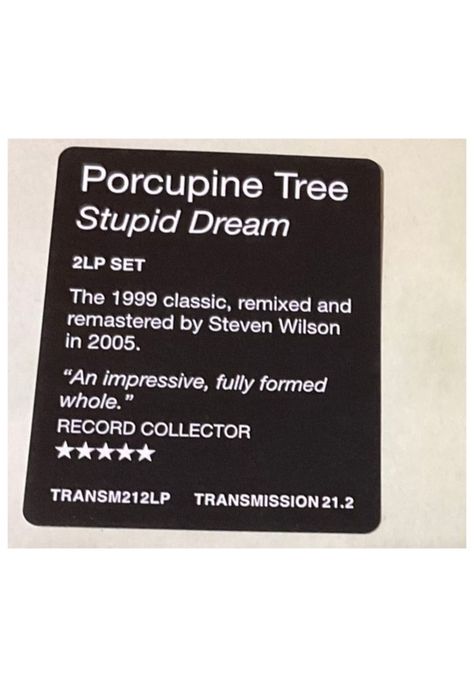 Porcupine Tree
Stupid Dream
2LP SET
The 1999 classic, remixed and
remastered by Steven Wilson
in 2005.
“An impressive, fully formed
whole.”
RECORD COLLECTOR
★★★★★
TRANSM212LP TRANSMISSION 21.2